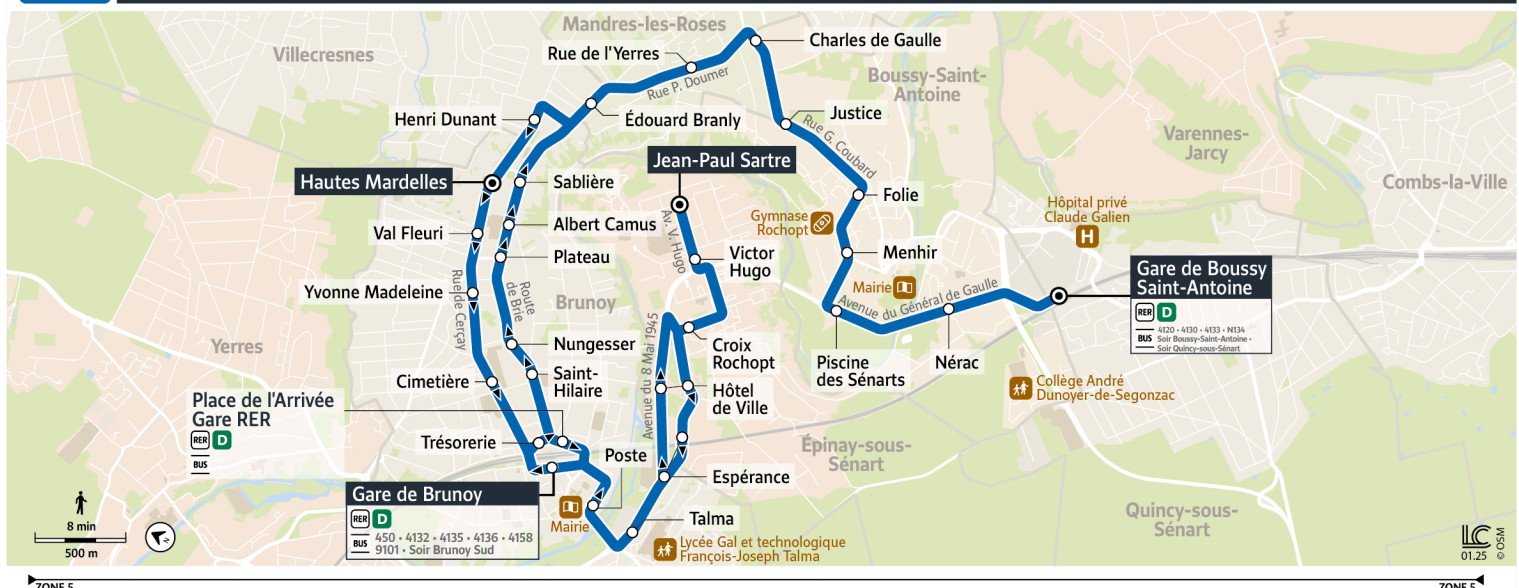 Mandres-les-Roses
Villecresnes
Rue de l'Yerres
Charles de Gaulle
Rue P. Doumer
Boussy-Saint-
Antoine
Henri Dunant
Édouard Branly
Justice
Rue G. Coubard
Varennes-
Jarcy
Jean-Paul Sartre
Hautes Mardelles
Sablière
Combs-la-Ville
Folie
Hôpital privé
Claude Galien
H
Gymnase
Rochopt
Val Fleuri
Albert Camus
Av. V. Hugo
Plateau
Victor
Hugo
Menhir
Gare de Boussy
Saint-Antoine
RER D
BUS
4120 • 4130 • 4133 • N134
Soir Boussy-Saint-Antoine •
Soir Quincy-sous-Sénart
Mairie
Avenue du Général de Gaulle
Yvonne Madeleine
Rue de Cerçay
Route
de Brie
Brunoy
Yerres
Nungesser
Avenue du 8 Mai 1945
Croix
Rochopt
Piscine
des Sénarts
Nérac
Cimetière
Saint-
Hilaire
Hôtel
de Ville
Collège André
Dunoyer-de-Segonzac
Place de l'Arrivée
Gare RER
RER D
BUS
Trésorerie
Poste
Épinay-sous-
Sénart
Espérance
Gare de Brunoy
RER D
BUS
450 • 4132 • 4135 • 4136 • 4158
9101 • Soir Brunoy Sud
Mairie
Talma
Lycée Gal et technologique
François-Joseph Talma
Quincy-sous-
Sénart
8 min
500 m
LC
01.25
© OSM
ZONE 5
ZONE 5